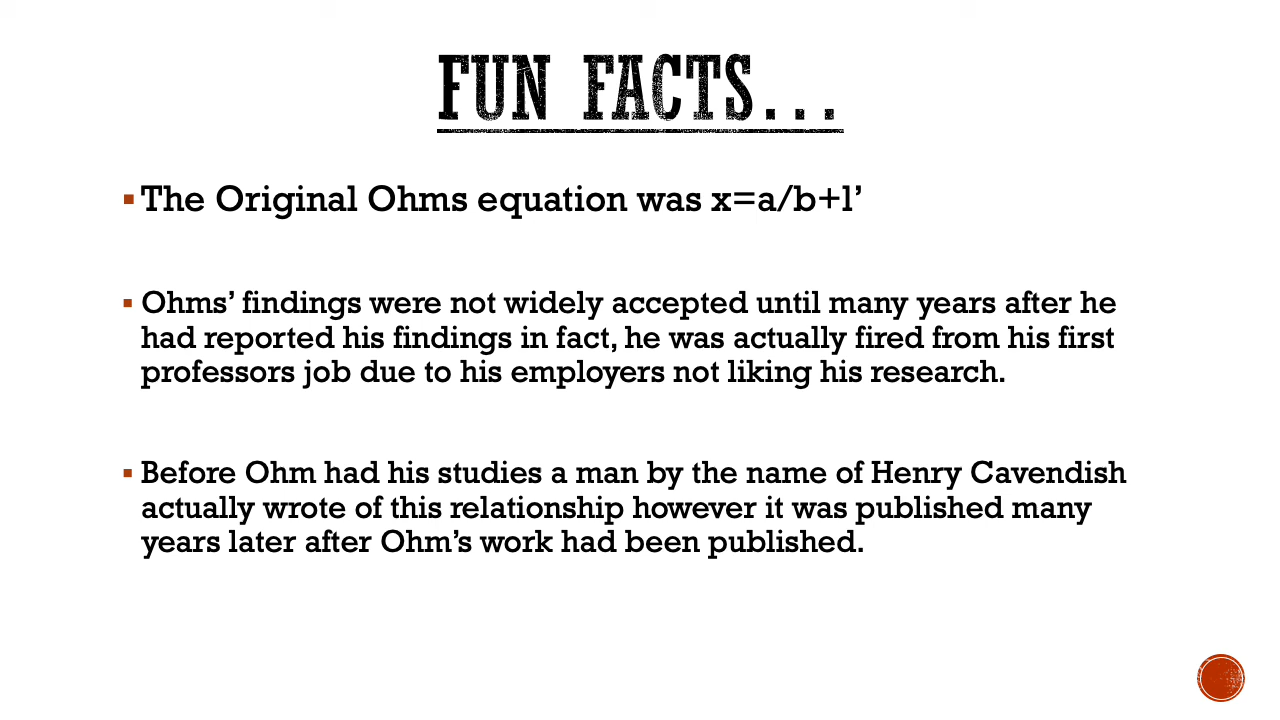 FUN FACTS...
▪ The Original Ohms equation was x=a/b+l’
▪ Ohms’ findings were not widely accepted until many years after he
had reported his findings in fact, he was actually fired from his first
professors job due to his employers not liking his research.
▪ Before Ohm had his studies a man by the name of Henry Cavendish
actually wrote of this relationship however it was published many
years later after Ohm’s work had been published.